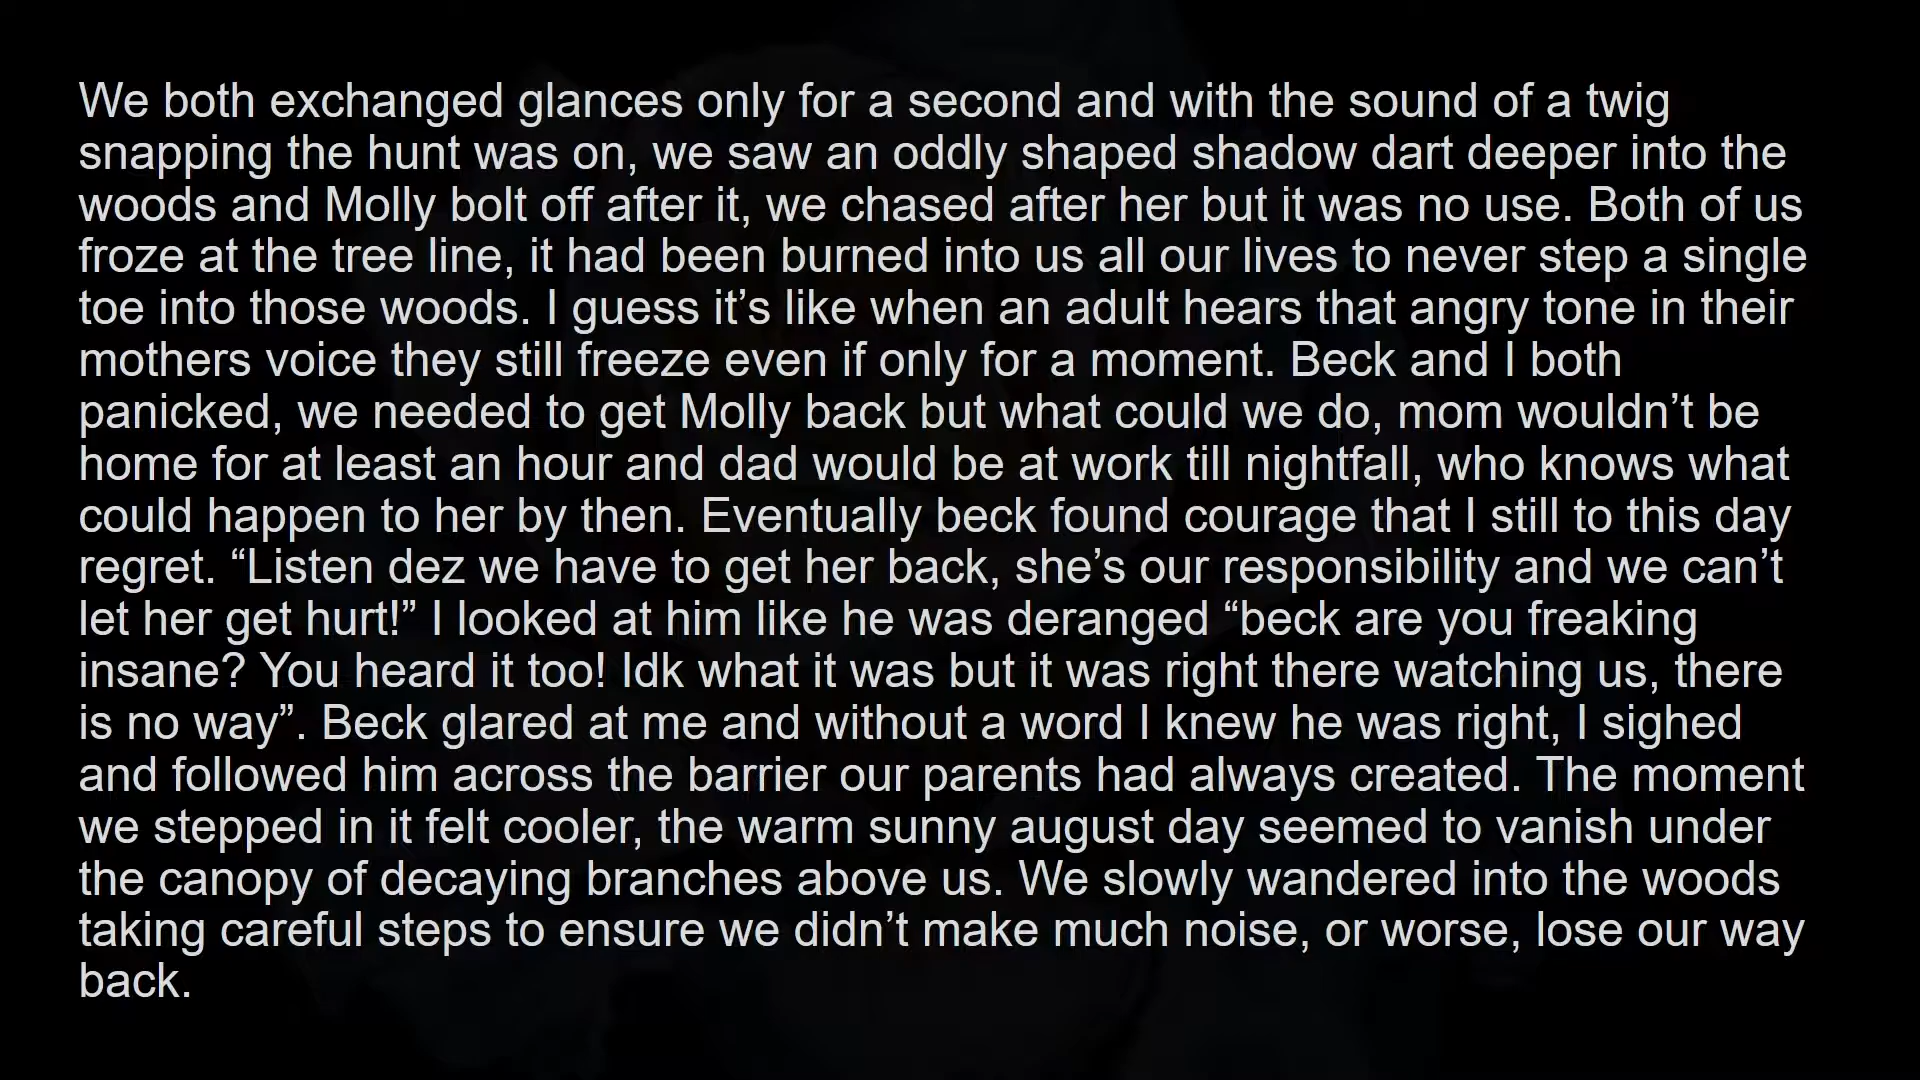 We both exchanged glances only for a second and with the sound of a twig
snapping the hunt was on, we saw an oddly shaped shadow dart deeper into the
woods and Molly bolt off after it, we chased after her but it was no use. Both of us
froze at the tree line, it had been burned into us all our lives to never step a single
toe into those woods. I guess it’s like when an adult hears that angry tone in their
mothers voice they still freeze even if only for a moment. Beck and I both
panicked, we needed to get Molly back but what could we do, mom wouldn’t be
home for at least an hour and dad would be at work till nightfall, who knows what
could happen to her by then. Eventually beck found courage that I still to this day
regret. “Listen dez we have to get her back, she’s our responsibility and we can’t
let her get hurt!” I looked at him like he was deranged “beck are you freaking
insane? You heard it too! Idk what it was but it was right there watching us, there
is no way”. Beck glared at me and without a word I knew he was right, I sighed
and followed him across the barrier our parents had always created. The moment
we stepped in it felt cooler, the warm sunny august day seemed to vanish under
the canopy of decaying branches above us. We slowly wandered into the woods
taking careful steps to ensure we didn’t make much noise, or worse, lose our way
back.